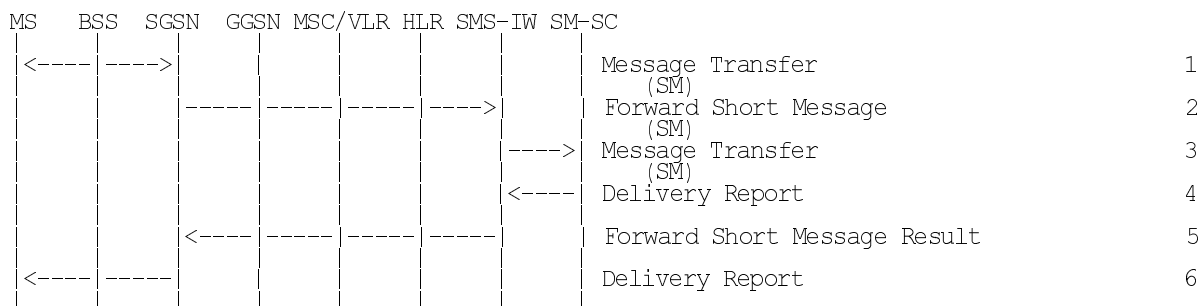 MS BSS SGSN GGSN MSC/VLR HLR SMS-IW SM-SC
|<----|---->| | | | | | Message Transfer 1
(SM)
| | |-----|-----|-----|---->| | Forward Short Message 2
(SM)
| | | | | | |---->| Message Transfer 3
(SM)
| | | | | | |<----| Delivery Report 4
| | |<----|-----|-----|-----| | Forward Short Message Result 5
|<----|-----| | | | | | Delivery Report 6